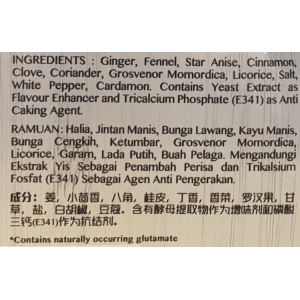 INGREDIENTS : Ginger, Fennel, Star Anise, Cinnamon,
Clove, Coriander, Grosvenor Momordica, Licorice, Salt,
White Pepper, Cardamon. Contains Yeast Extract as
Flavour Enhancer and Tricalcium Phosphate (E341) as Anti
Caking Agent.
RAMUAN: Halia, Jintan Manis, Bunga Lawang, Kayu Manis,
Bunga Cengkih, Ketumbar, Grosvenor Momordica,
Licorice, Garam, Lada Putih, Buah Pelaga. Mengandungi
Ekstrak Yis Sebagai Penambah Perisa dan Trikalsium
Fosfat (E341) Sebagai Agen Anti Pengerakan.
成分: 姜, 小茴香, 八角, 桂皮, 丁香, 香菜, 罗汉果, 甘
草, 盐, 白胡椒, 豆蔻。含有酵母提取物作为增味剂和磷酸
三钙(E341)作为抗结剂。
*Contains naturally occurring glutamate